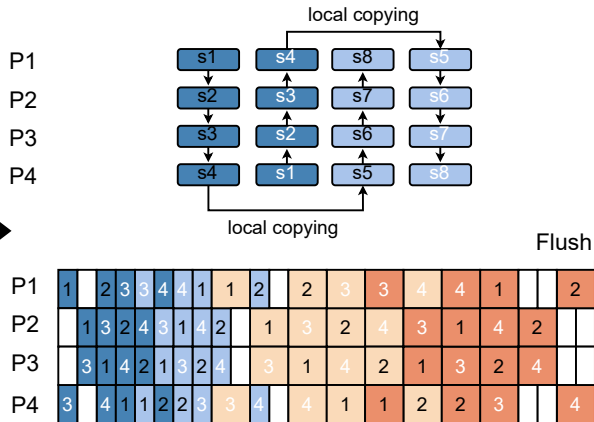 local copying
P1 s1 s4 s8 s5
P2 s2 s3 s7 s6
P3 s3 s2 s6 s7
P4 s4 s1 s5 s8
local copying
Flush
P1 1 2 3 3 4 4 1 1 2 2 3 3 4 4 1 2
P2 1 3 2 4 3 1 4 2 1 3 2 4 3 1 4 2
P3 3 1 4 2 1 3 2 4 3 1 4 2 1 3 2 4
P4 3 4 1 1 2 2 3 3 4 4 1 1 2 2 3 4